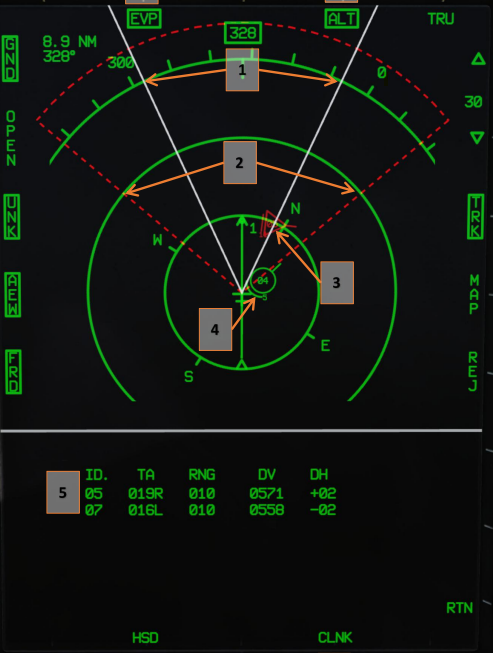 EVP
ALT
TRU
328
8.9 NM
328°
300
0
GND
OPEN
UNK
AEW
FRD
30
TRK
MAP
REJ
1
2
3
4
5
N
W
E
S
1
04
ID. TA RNG DV DH
05 019R 010 0571 +02
07 016L 010 0558 -02
RTN
HSD
CLNK